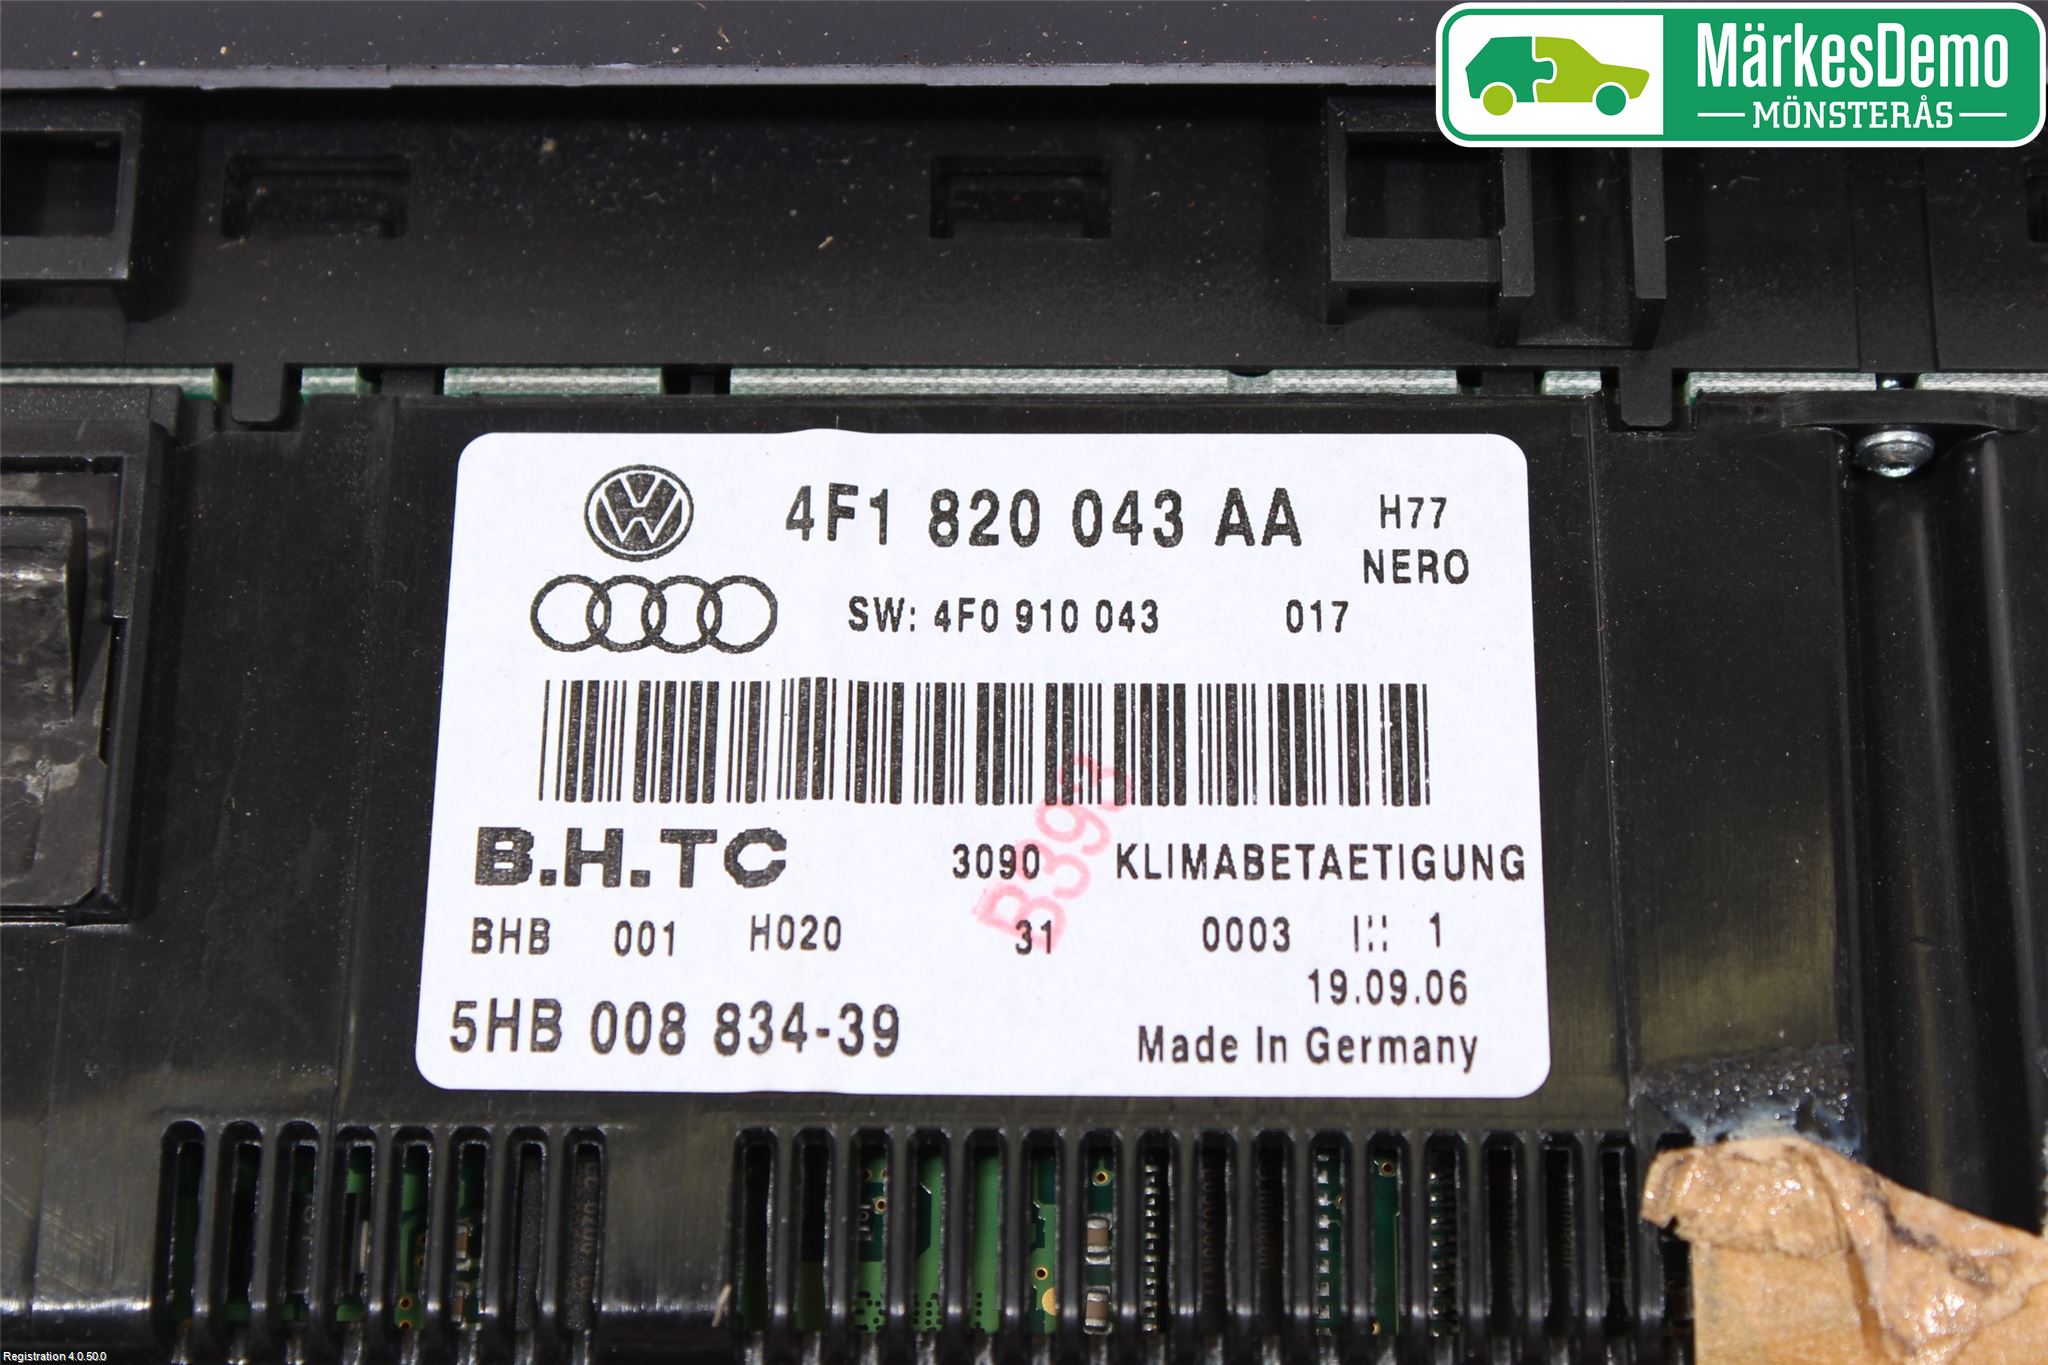 MärkesDemo
MÖNSTERÅS
4F1 820 043 AA
H77
NERO
SW: 4F0 910 043 017
B393
B.H.TC 3090 KLIMABETAETIGUNG
BHB 001 H020 31 0003 1
19.09.06
5HB 008 834-39
Made In Germany
Registration 4.0.50.0